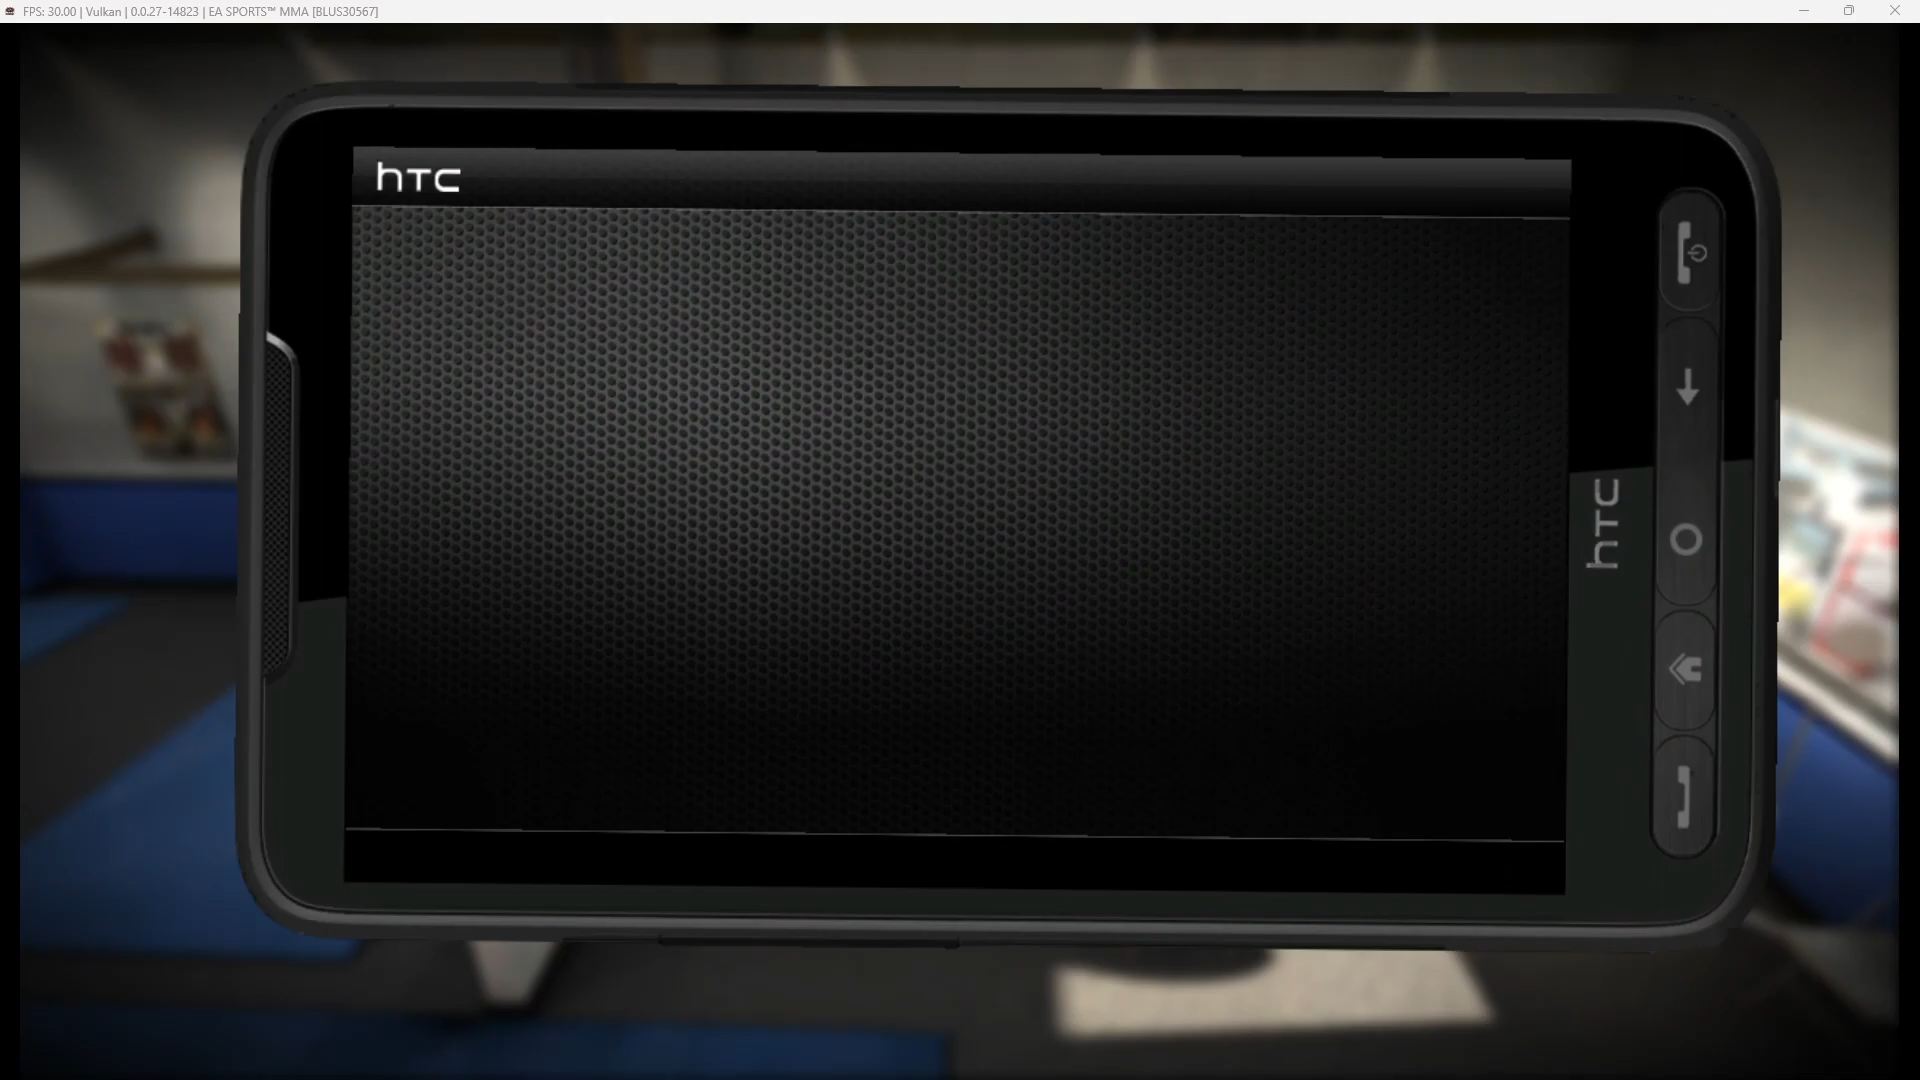 FPS: 30.00 | Vulkan | 0.0.27-14823 | EA SPORTS™ MMA [BLUS30567]
hTC
hTC